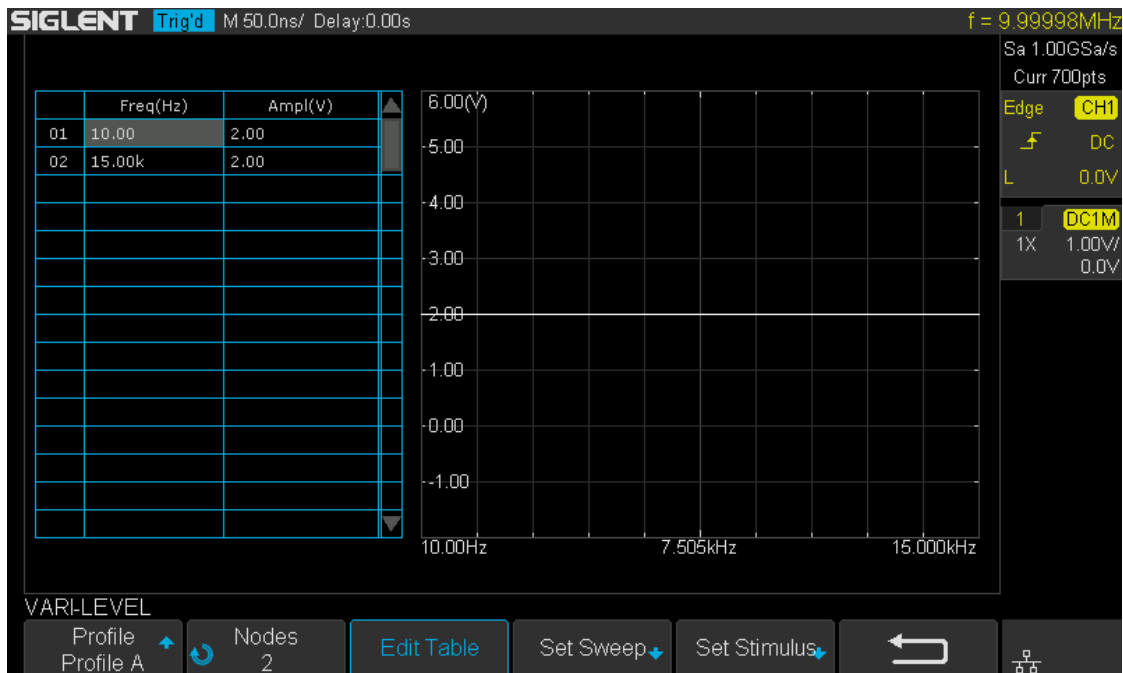 SIGLENT Trig'd M 50.0ns/ Delay:0.00s f = 9.99998MHz
Sa 1.00GSa/s
Curr 700pts
Edge CH1
DC
L 0.0V
1 DC1M
1X 1.00V/
0.0V
Freq(Hz) Ampl(V)
01 10.00 2.00
02 15.00k 2.00
6.00(V)
5.00
4.00
3.00
2.00
1.00
0.00
-1.00
10.00Hz 7.505kHz 15.000kHz
VARI-LEVEL
Profile
Profile A
Nodes
2
Edit Table
Set Sweep
Set Stimulus